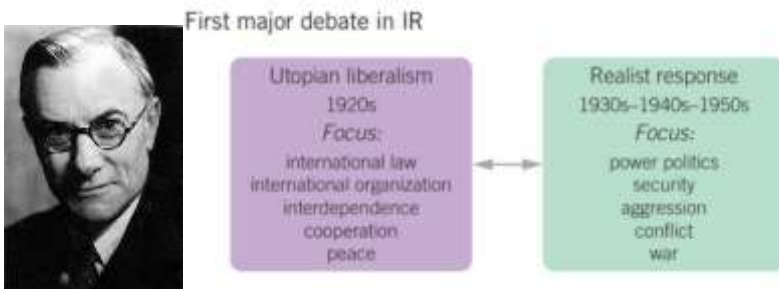 First major debate in IR
Utopian liberalism
1920s
Focus:
international law
international organization
interdependence
cooperation
peace
Realist response
1930s–1940s–1950s
Focus:
power politics
security
aggression
conflict
war